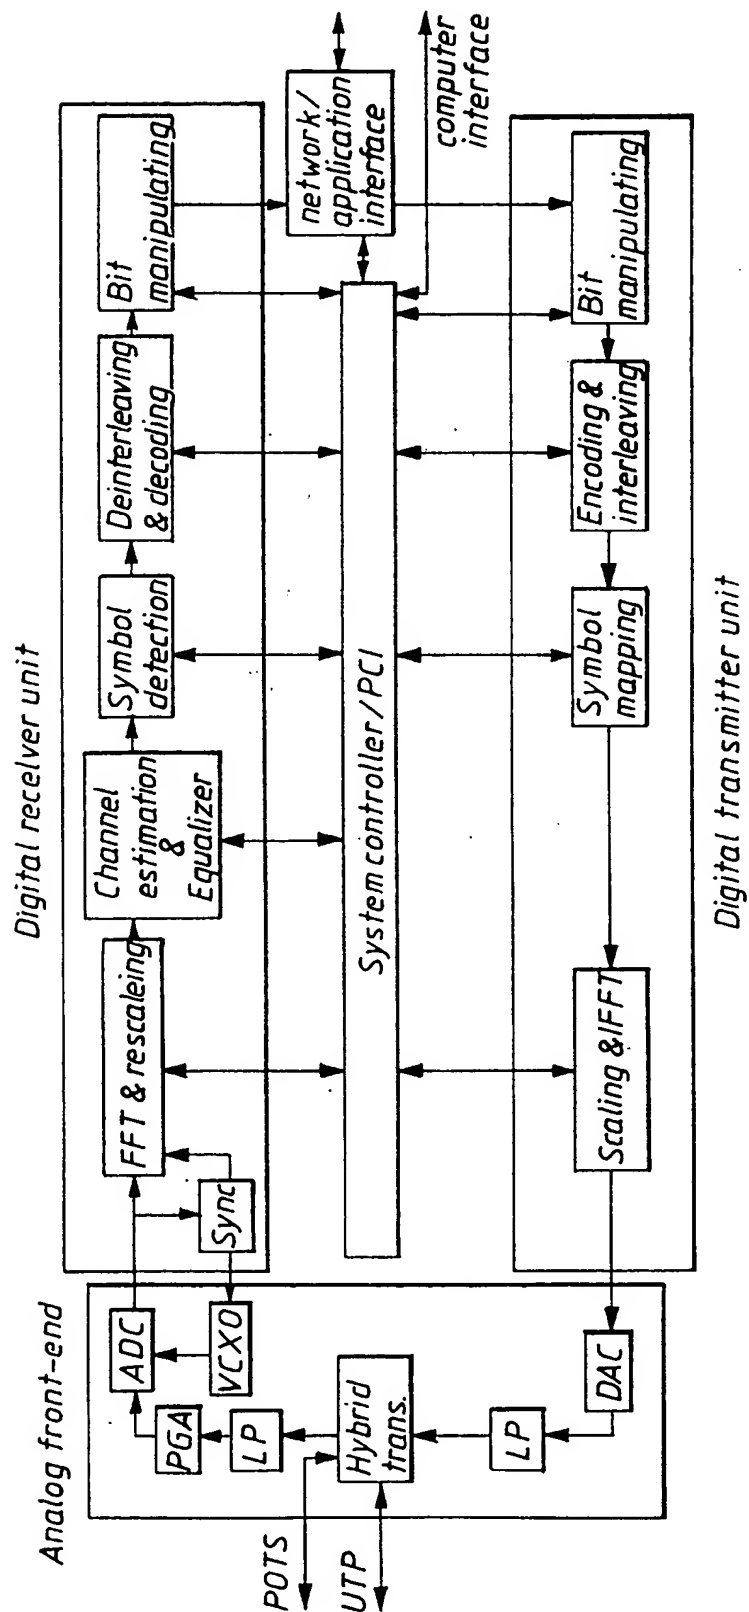 Digital receiver unit
Bit
manipulating
Deinterleaving
& decoding
Symbol
detection
Channel
estimation
&
Equalizer
FFT & rescaleing
Sync
network/
application
interface
computer
interface
System controller/PCI
Analog front-end
ADC
VCXO
PGA
LP
Hybrid
trans.
LP
DAC
POTS
UTP
Bit
manipulating
Encoding &
interleaving
Symbol
mapping
Scaling & IFFT
Digital transmitter unit